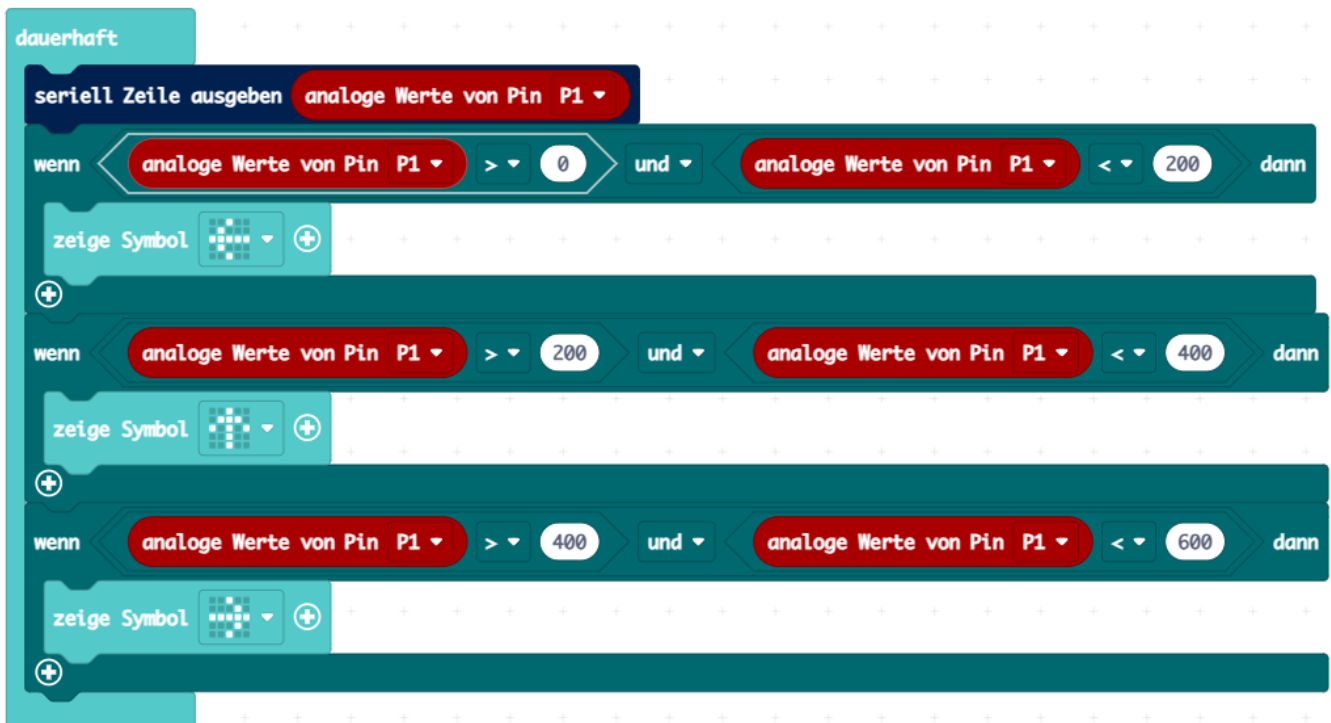 dauerhaft
seriell Zeile ausgeben analoge Werte von Pin P1
wenn analoge Werte von Pin P1 > 0 und analoge Werte von Pin P1 < 200 dann
zeige Symbol
wenn analoge Werte von Pin P1 > 200 und analoge Werte von Pin P1 < 400 dann
zeige Symbol
wenn analoge Werte von Pin P1 > 400 und analoge Werte von Pin P1 < 600 dann
zeige Symbol